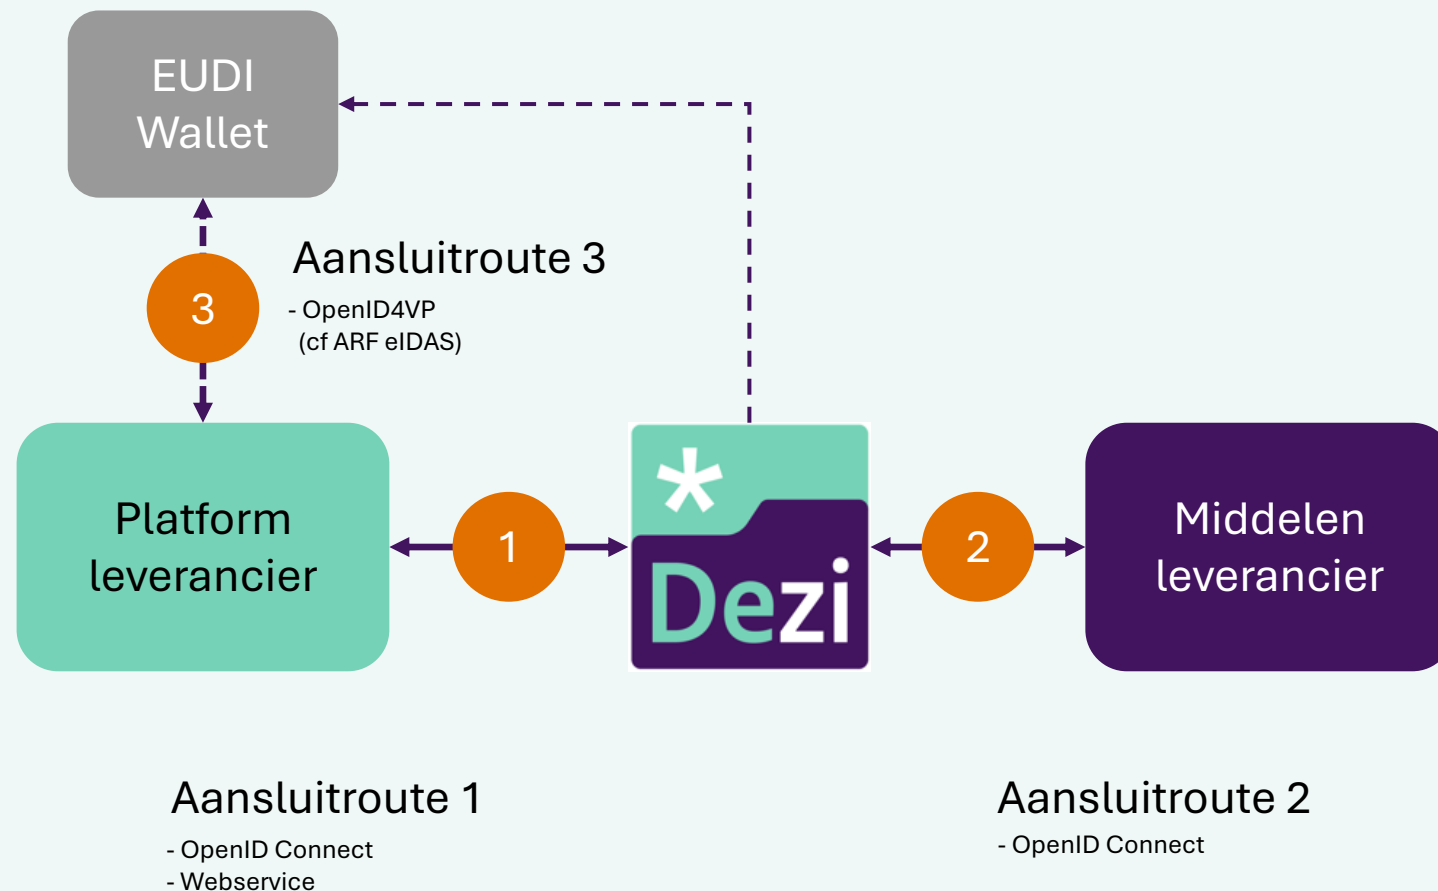 EUDI
Wallet
Aansluitroute 3
3
- OpenID4VP
(cf ARF eIDAS)
Platform
leverancier
1
*
Dezi
2
Middelen
leverancier
Aansluitroute 1
- OpenID Connect
- Webservice
Aansluitroute 2
- OpenID Connect